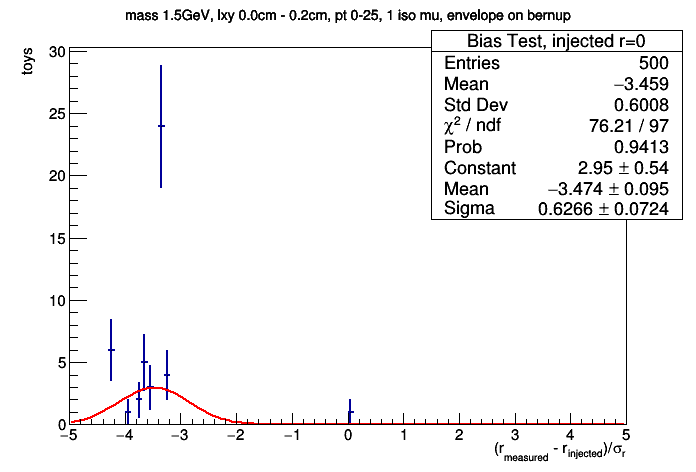 mass 1.5GeV, lxy 0.0cm - 0.2cm, pt 0-25, 1 iso mu, envelope on bernup
Bias Test, injected r=0
Entries 500
Mean −3.459
Std Dev 0.6008
χ² / ndf 76.21 / 97
Prob 0.9413
Constant 2.95 ± 0.54
Mean −3.474 ± 0.095
Sigma 0.6266 ± 0.0724
toys
30
25
20
15
10
5
0
−5 −4 −3 −2 −1 0 1 2 3 4 5
(r_measured - r_injected)/σ_r